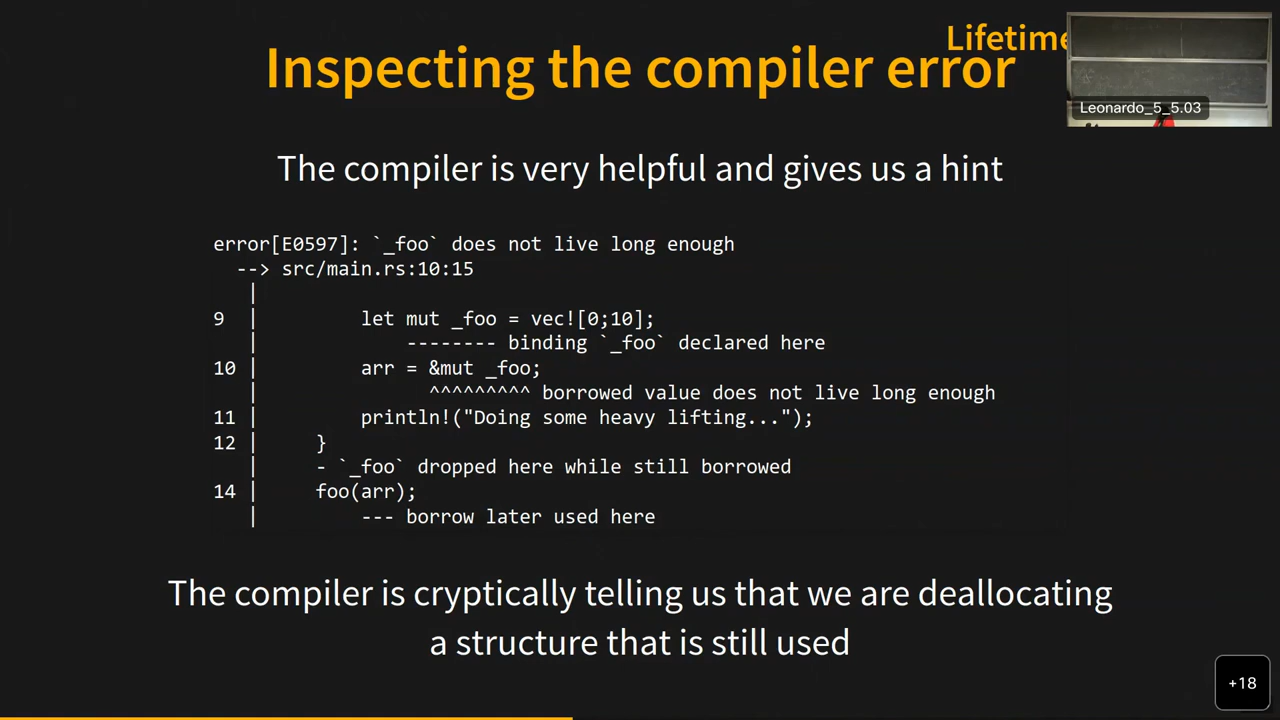 Lifetime
Inspecting the compiler error
Leonardo_5_5.03
The compiler is very helpful and gives us a hint
error[E0597]: `_foo` does not live long enough
  --> src/main.rs:10:15
   |
9  |         let mut _foo = vec![0;10];
   |             -------- binding `_foo` declared here
10 |         arr = &mut _foo;
   |               ^^^^^^^^^ borrowed value does not live long enough
11 |         println!("Doing some heavy lifting...");
12 |     }
   |     - `_foo` dropped here while still borrowed
14 |     foo(arr);
   |         --- borrow later used here
The compiler is cryptically telling us that we are deallocating
a structure that is still used
+18